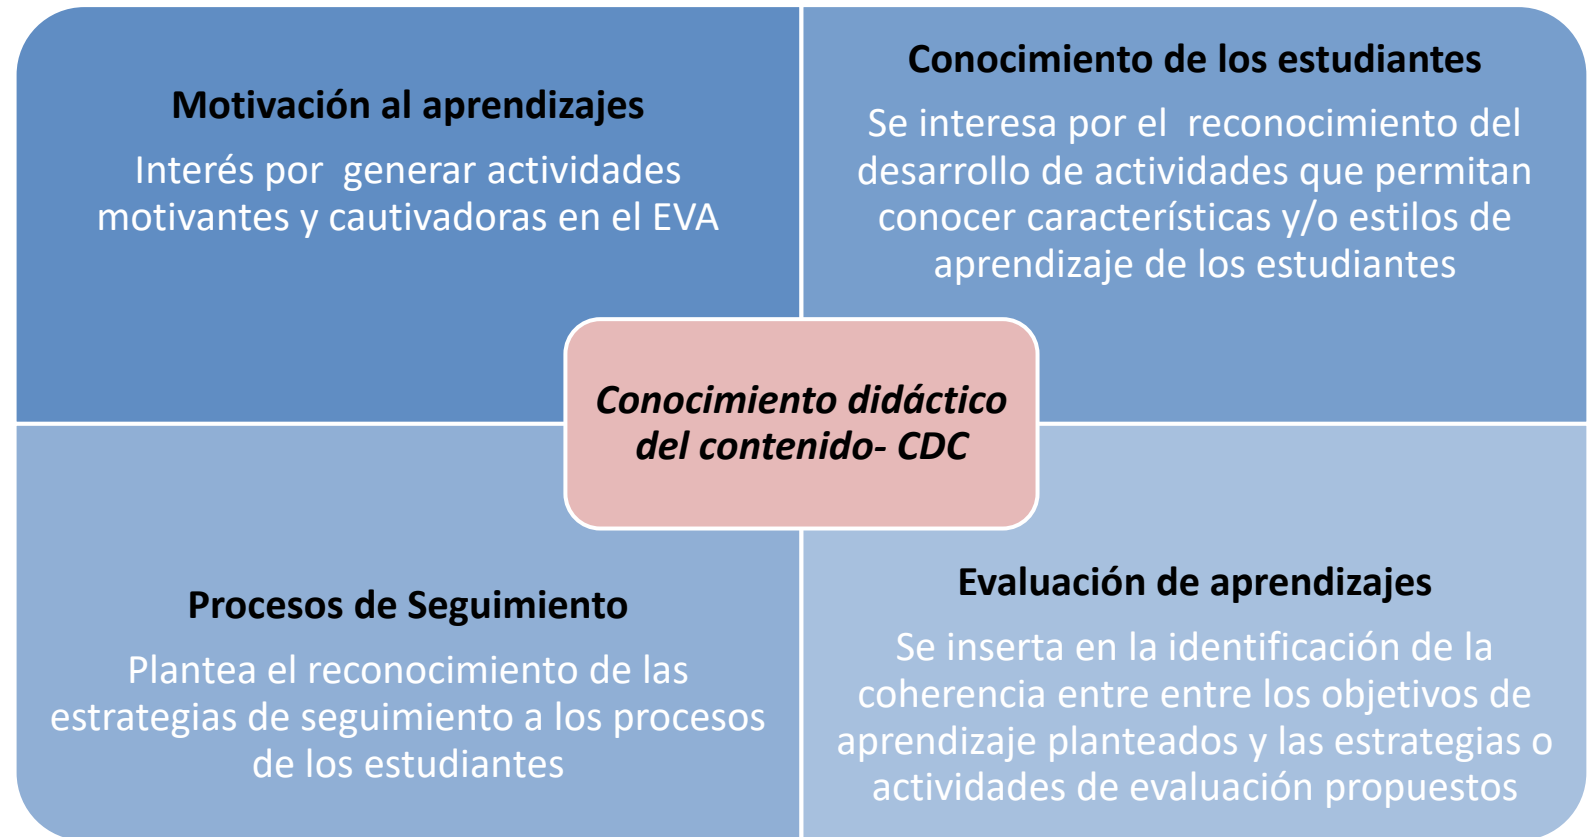 Motivación al aprendizajes
Interés por  generar actividades
motivantes y cautivadoras en el EVA
Conocimiento de los estudiantes
Se interesa por el  reconocimiento del
desarrollo de actividades que permitan
conocer características y/o estilos de
aprendizaje de los estudiantes
Conocimiento didáctico
del contenido- CDC
Procesos de Seguimiento
Plantea el reconocimiento de las
estrategias de seguimiento a los procesos
de los estudiantes
Evaluación de aprendizajes
Se inserta en la identificación de la
coherencia entre entre los objetivos de
aprendizaje planteados y las estrategias o
actividades de evaluación propuestos